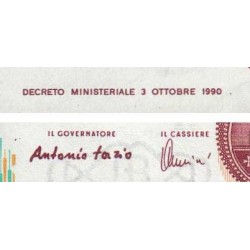 DECRETO MINISTERIALE 3 OTTOBRE 1990
IL GOVERNATORE IL CASSIERE
Antonio Fazio